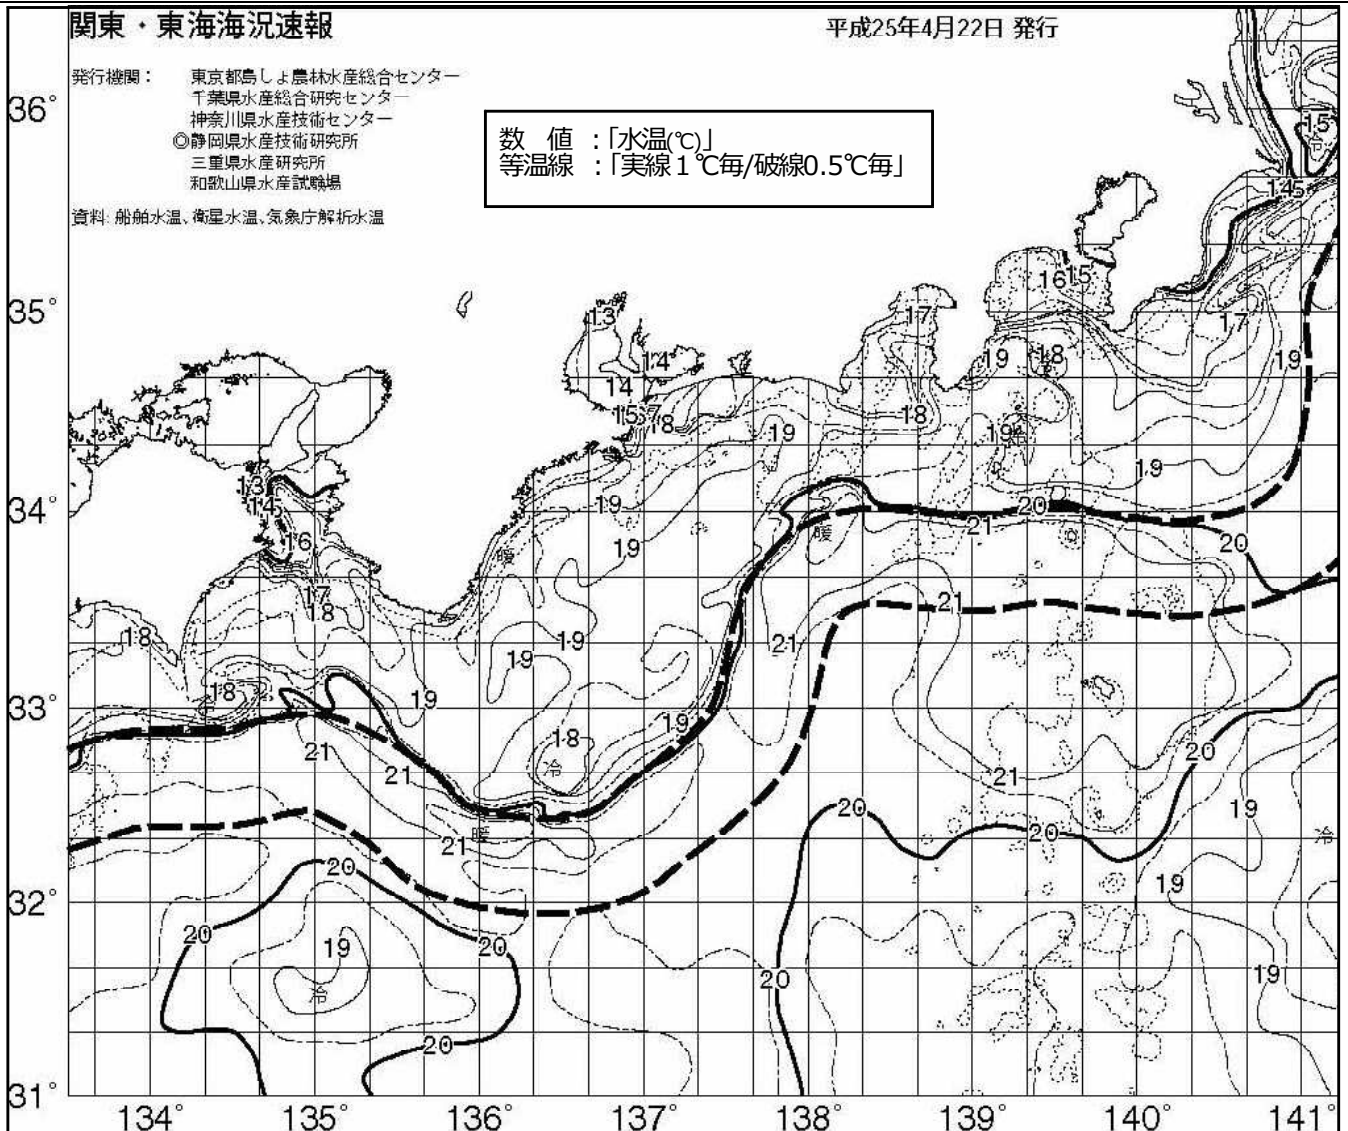 関東・東海海況速報
平成25年4月22日 発行
発行機関： 東京都島しょ農林水産総合センター
千葉県水産総合研究センター
神奈川県水産技術センター
◎静岡県水産技術研究所
三重県水産研究所
和歌山県水産試験場
資料: 船舶水温、衛星水温、気象庁解析水温
数　値　：「水温(℃)」
等温線　：「実線１℃毎/破線0.5℃毎」
36°
15
冷
145
16 15
35°
13
17
17
14
19 18
19
14
15
18
18
19
19
冷
19
13
19
34°
14
20
21
暖
16
19
暖
20
17
18
21
18
21
19
19
18
19
33°
19
18
21
20
21
冷
21
20
19
20
暖
21
冷
20
19
32°
20
19
20
20
19
冷
20
31°
134° 135° 136° 137° 138° 139° 140° 141°